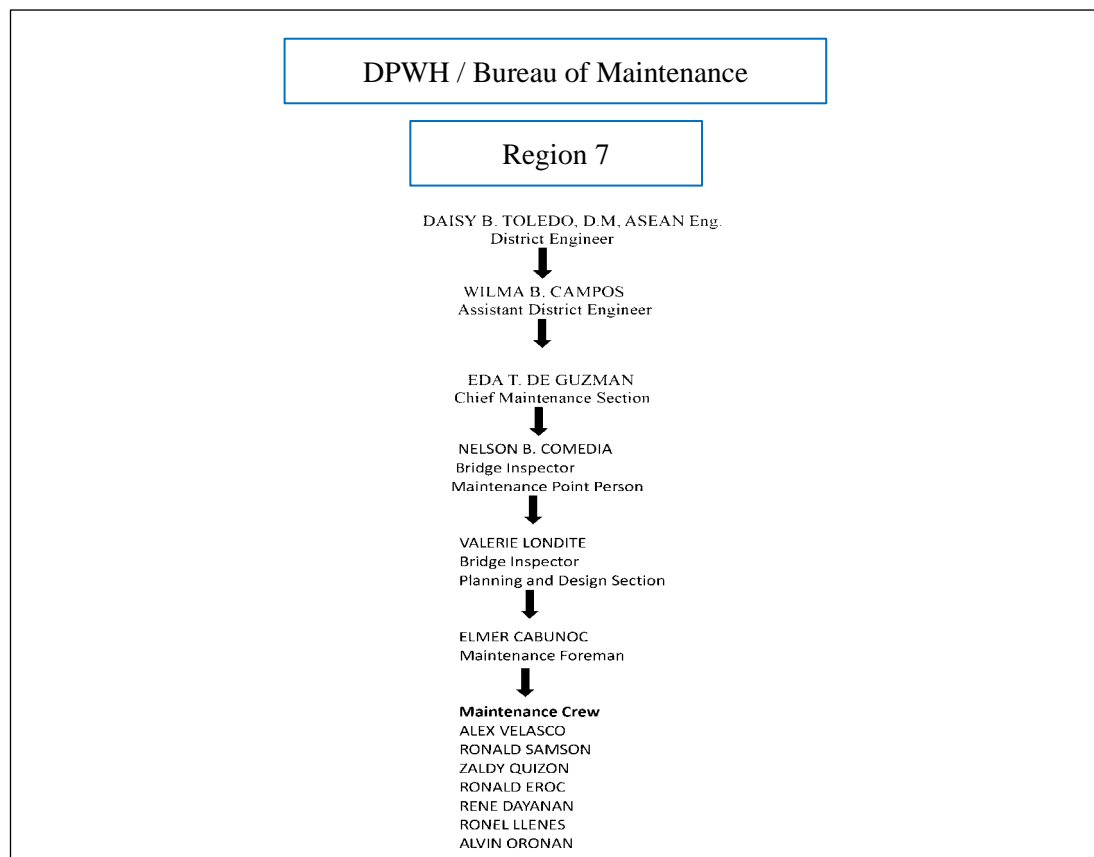 DPWH / Bureau of Maintenance
Region 7
DAISY B. TOLEDO, D.M, ASEAN Eng.
District Engineer
WILMA B. CAMPOS
Assistant District Engineer
EDA T. DE GUZMAN
Chief Maintenance Section
NELSON B. COMEDIA
Bridge Inspector
Maintenance Point Person
VALERIE LONDITE
Bridge Inspector
Planning and Design Section
ELMER CABUNOC
Maintenance Foreman
Maintenance Crew
ALEX VELASCO
RONALD SAMSON
ZALDY QUIZON
RONALD EROC
RENE DAYANAN
RONEL LLENES
ALVIN ORONAN